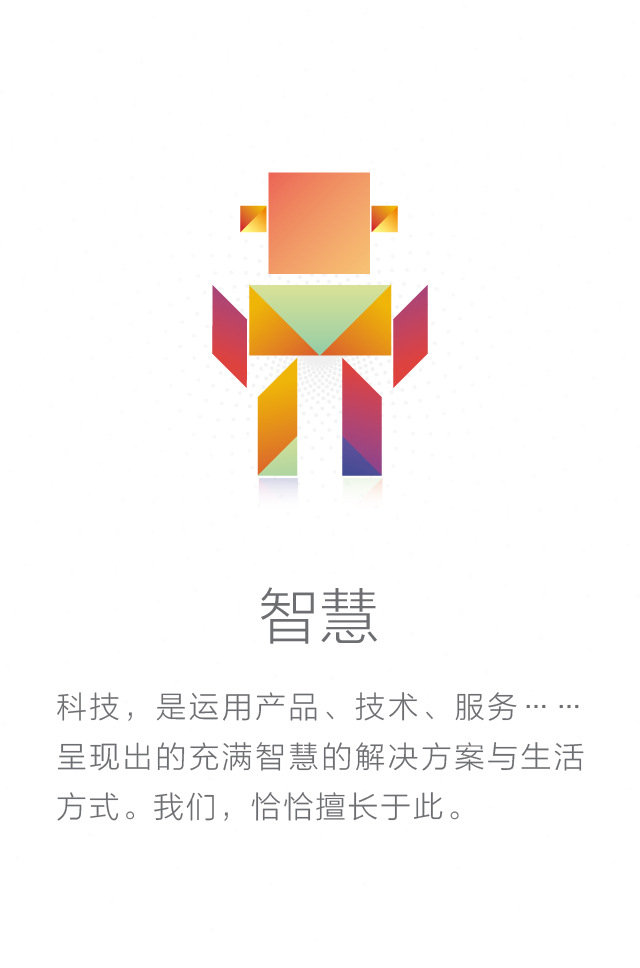 智慧
科技，是运用产品、技术、服务……
呈现出的充满智慧的解决方案与生活
方式。我们，恰恰擅长于此。